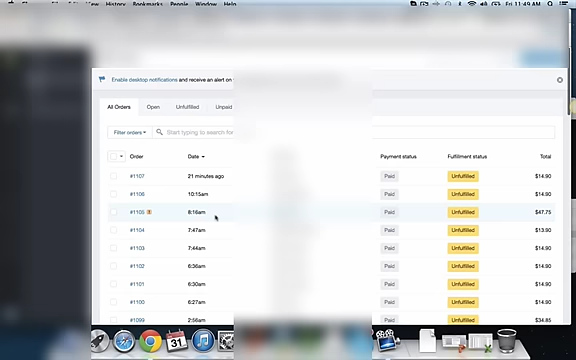 History Bookmarks People Window Help Fri 11:49 AM
Enable desktop notifications and receive an alert on
All Orders Open Unfulfilled Unpaid
Filter orders Start typing to search for
Order Date Payment status Fulfillment status Total
#1107 21 minutes ago Paid Unfulfilled $14.90
#1106 10:15am Paid Unfulfilled $14.90
#1105 8:16am Paid Unfulfilled $47.75
#1104 7:47am Paid Unfulfilled $13.90
#1103 7:44am Paid Unfulfilled $14.90
#1102 6:36am Paid Unfulfilled $14.90
#1101 6:30am Paid Unfulfilled $14.90
#1100 6:27am Paid Unfulfilled $14.90
#1099 2:56am Paid Unfulfilled $34.85
31